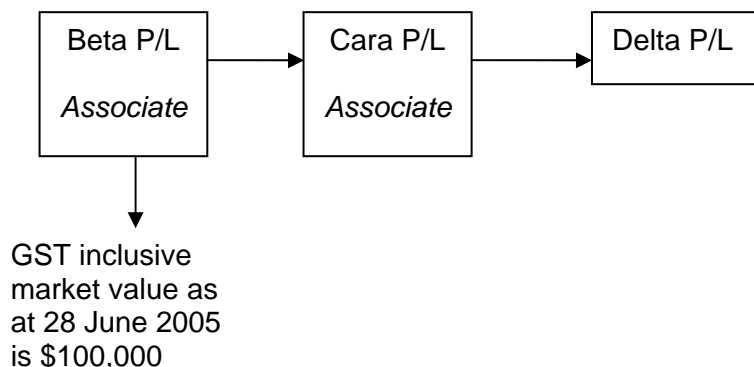 Beta P/L
Associate
Cara P/L
Associate
Delta P/L
GST inclusive
market value as
at 28 June 2005
is $100,000